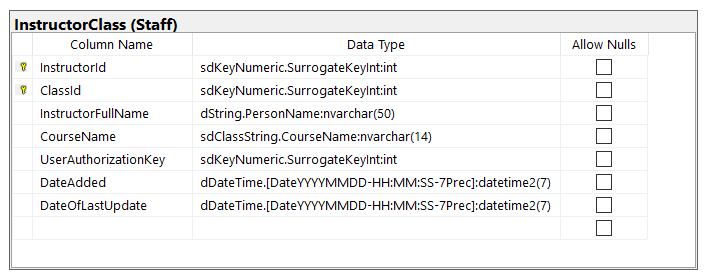 InstructorClass (Staff)
Column Name Data Type Allow Nulls
InstructorId sdKeyNumeric.SurrogateKeyInt:int
ClassId sdKeyNumeric.SurrogateKeyInt:int
InstructorFullName dString.PersonName:nvarchar(50)
CourseName sdClassString.CourseName:nvarchar(14)
UserAuthorizationKey sdKeyNumeric.SurrogateKeyInt:int
DateAdded dDateTime.[DateYYYYMMDD-HH:MM:SS-7Prec]:datetime2(7)
DateOfLastUpdate dDateTime.[DateYYYYMMDD-HH:MM:SS-7Prec]:datetime2(7)